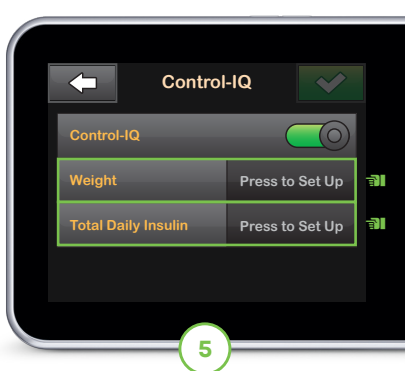 Control-IQ
Control-IQ
Weight Press to Set Up
Total Daily Insulin Press to Set Up
5